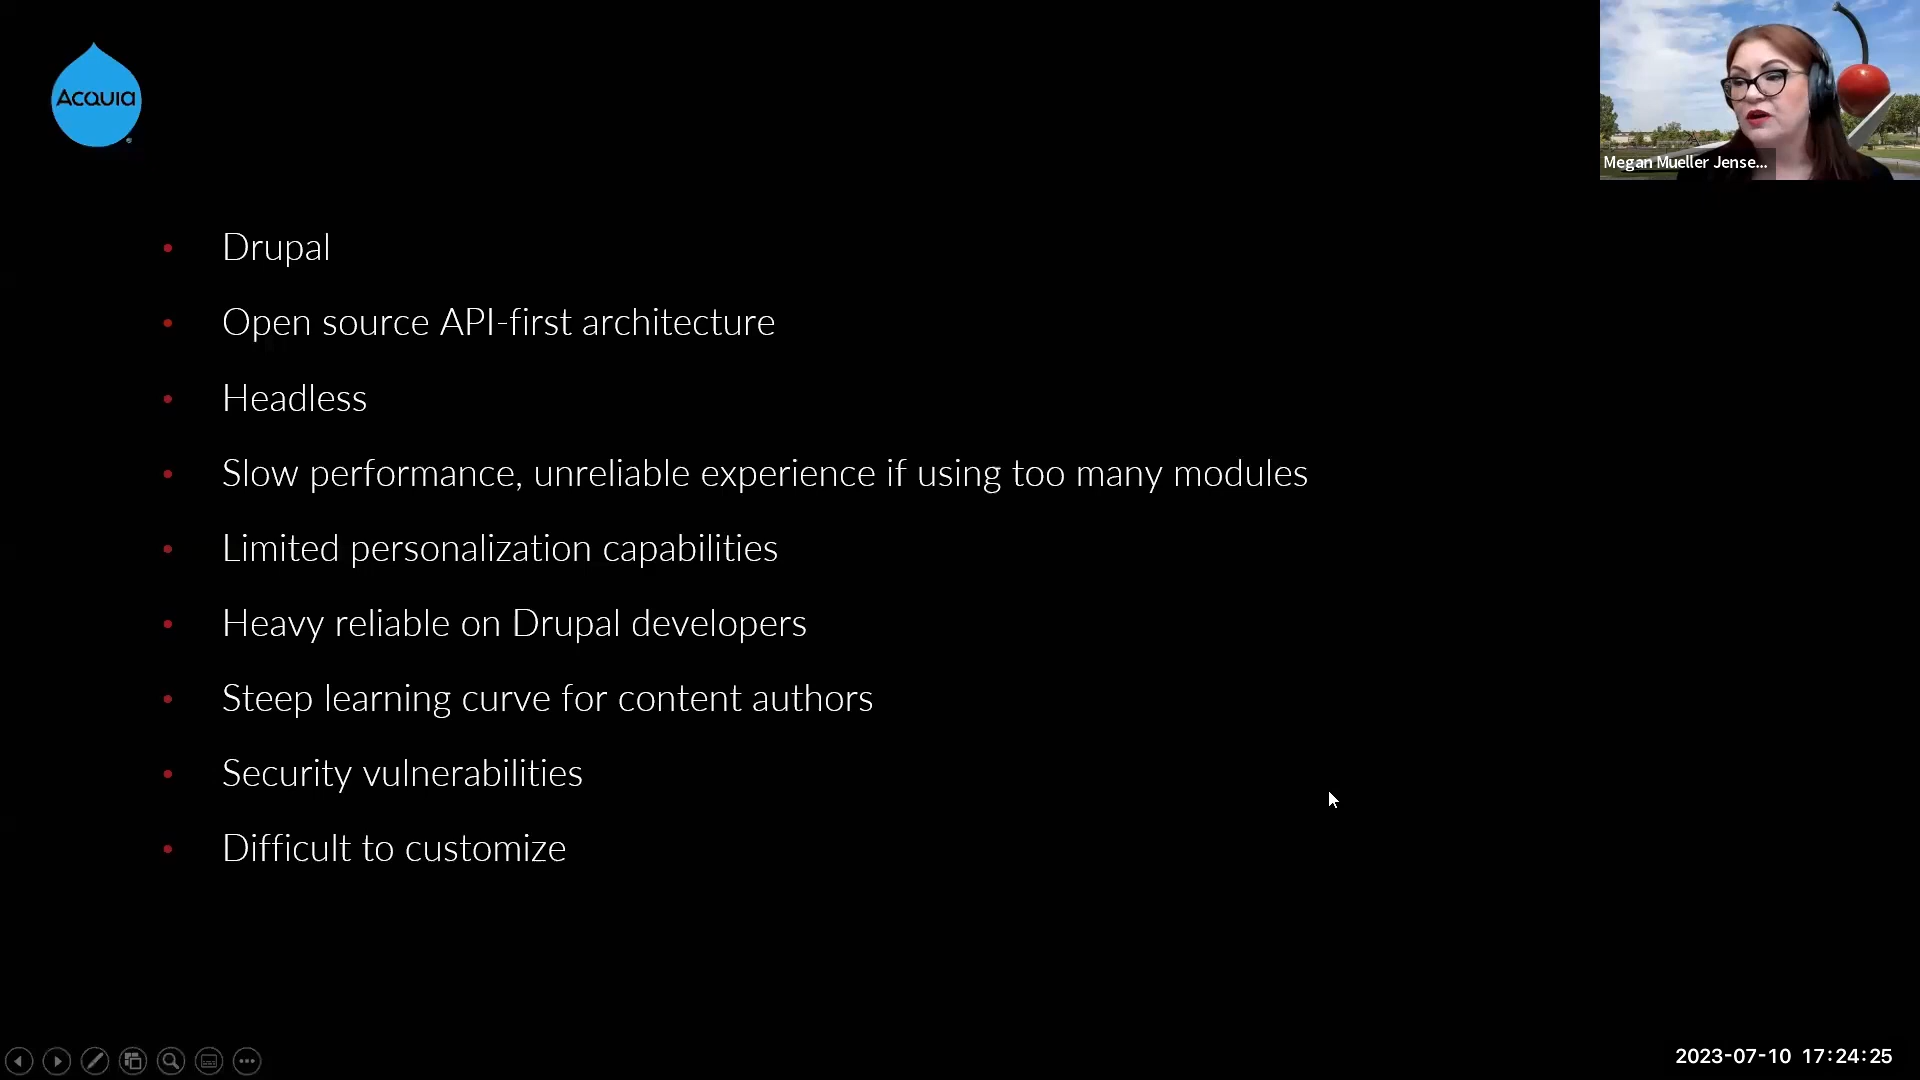 Acquia
Megan Mueller Jense...
Drupal
Open source API-first architecture
Headless
Slow performance, unreliable experience if using too many modules
Limited personalization capabilities
Heavy reliable on Drupal developers
Steep learning curve for content authors
Security vulnerabilities
Difficult to customize
2023-07-10 17:24:25